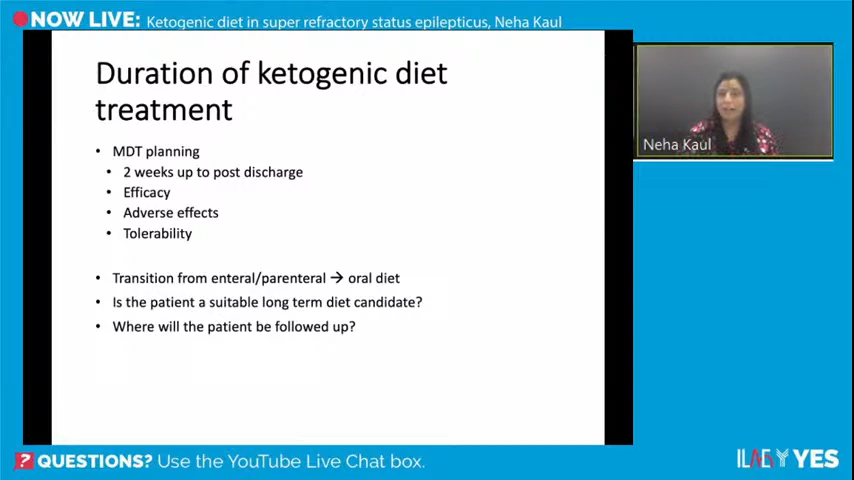 NOW LIVE: Ketogenic diet in super refractory status epilepticus, Neha Kaul
Duration of ketogenic diet
treatment
• MDT planning
• 2 weeks up to post discharge
• Efficacy
• Adverse effects
• Tolerability
• Transition from enteral/parenteral → oral diet
• Is the patient a suitable long term diet candidate?
• Where will the patient be followed up?
Neha Kaul
? QUESTIONS? Use the YouTube Live Chat box.
ILAE YES